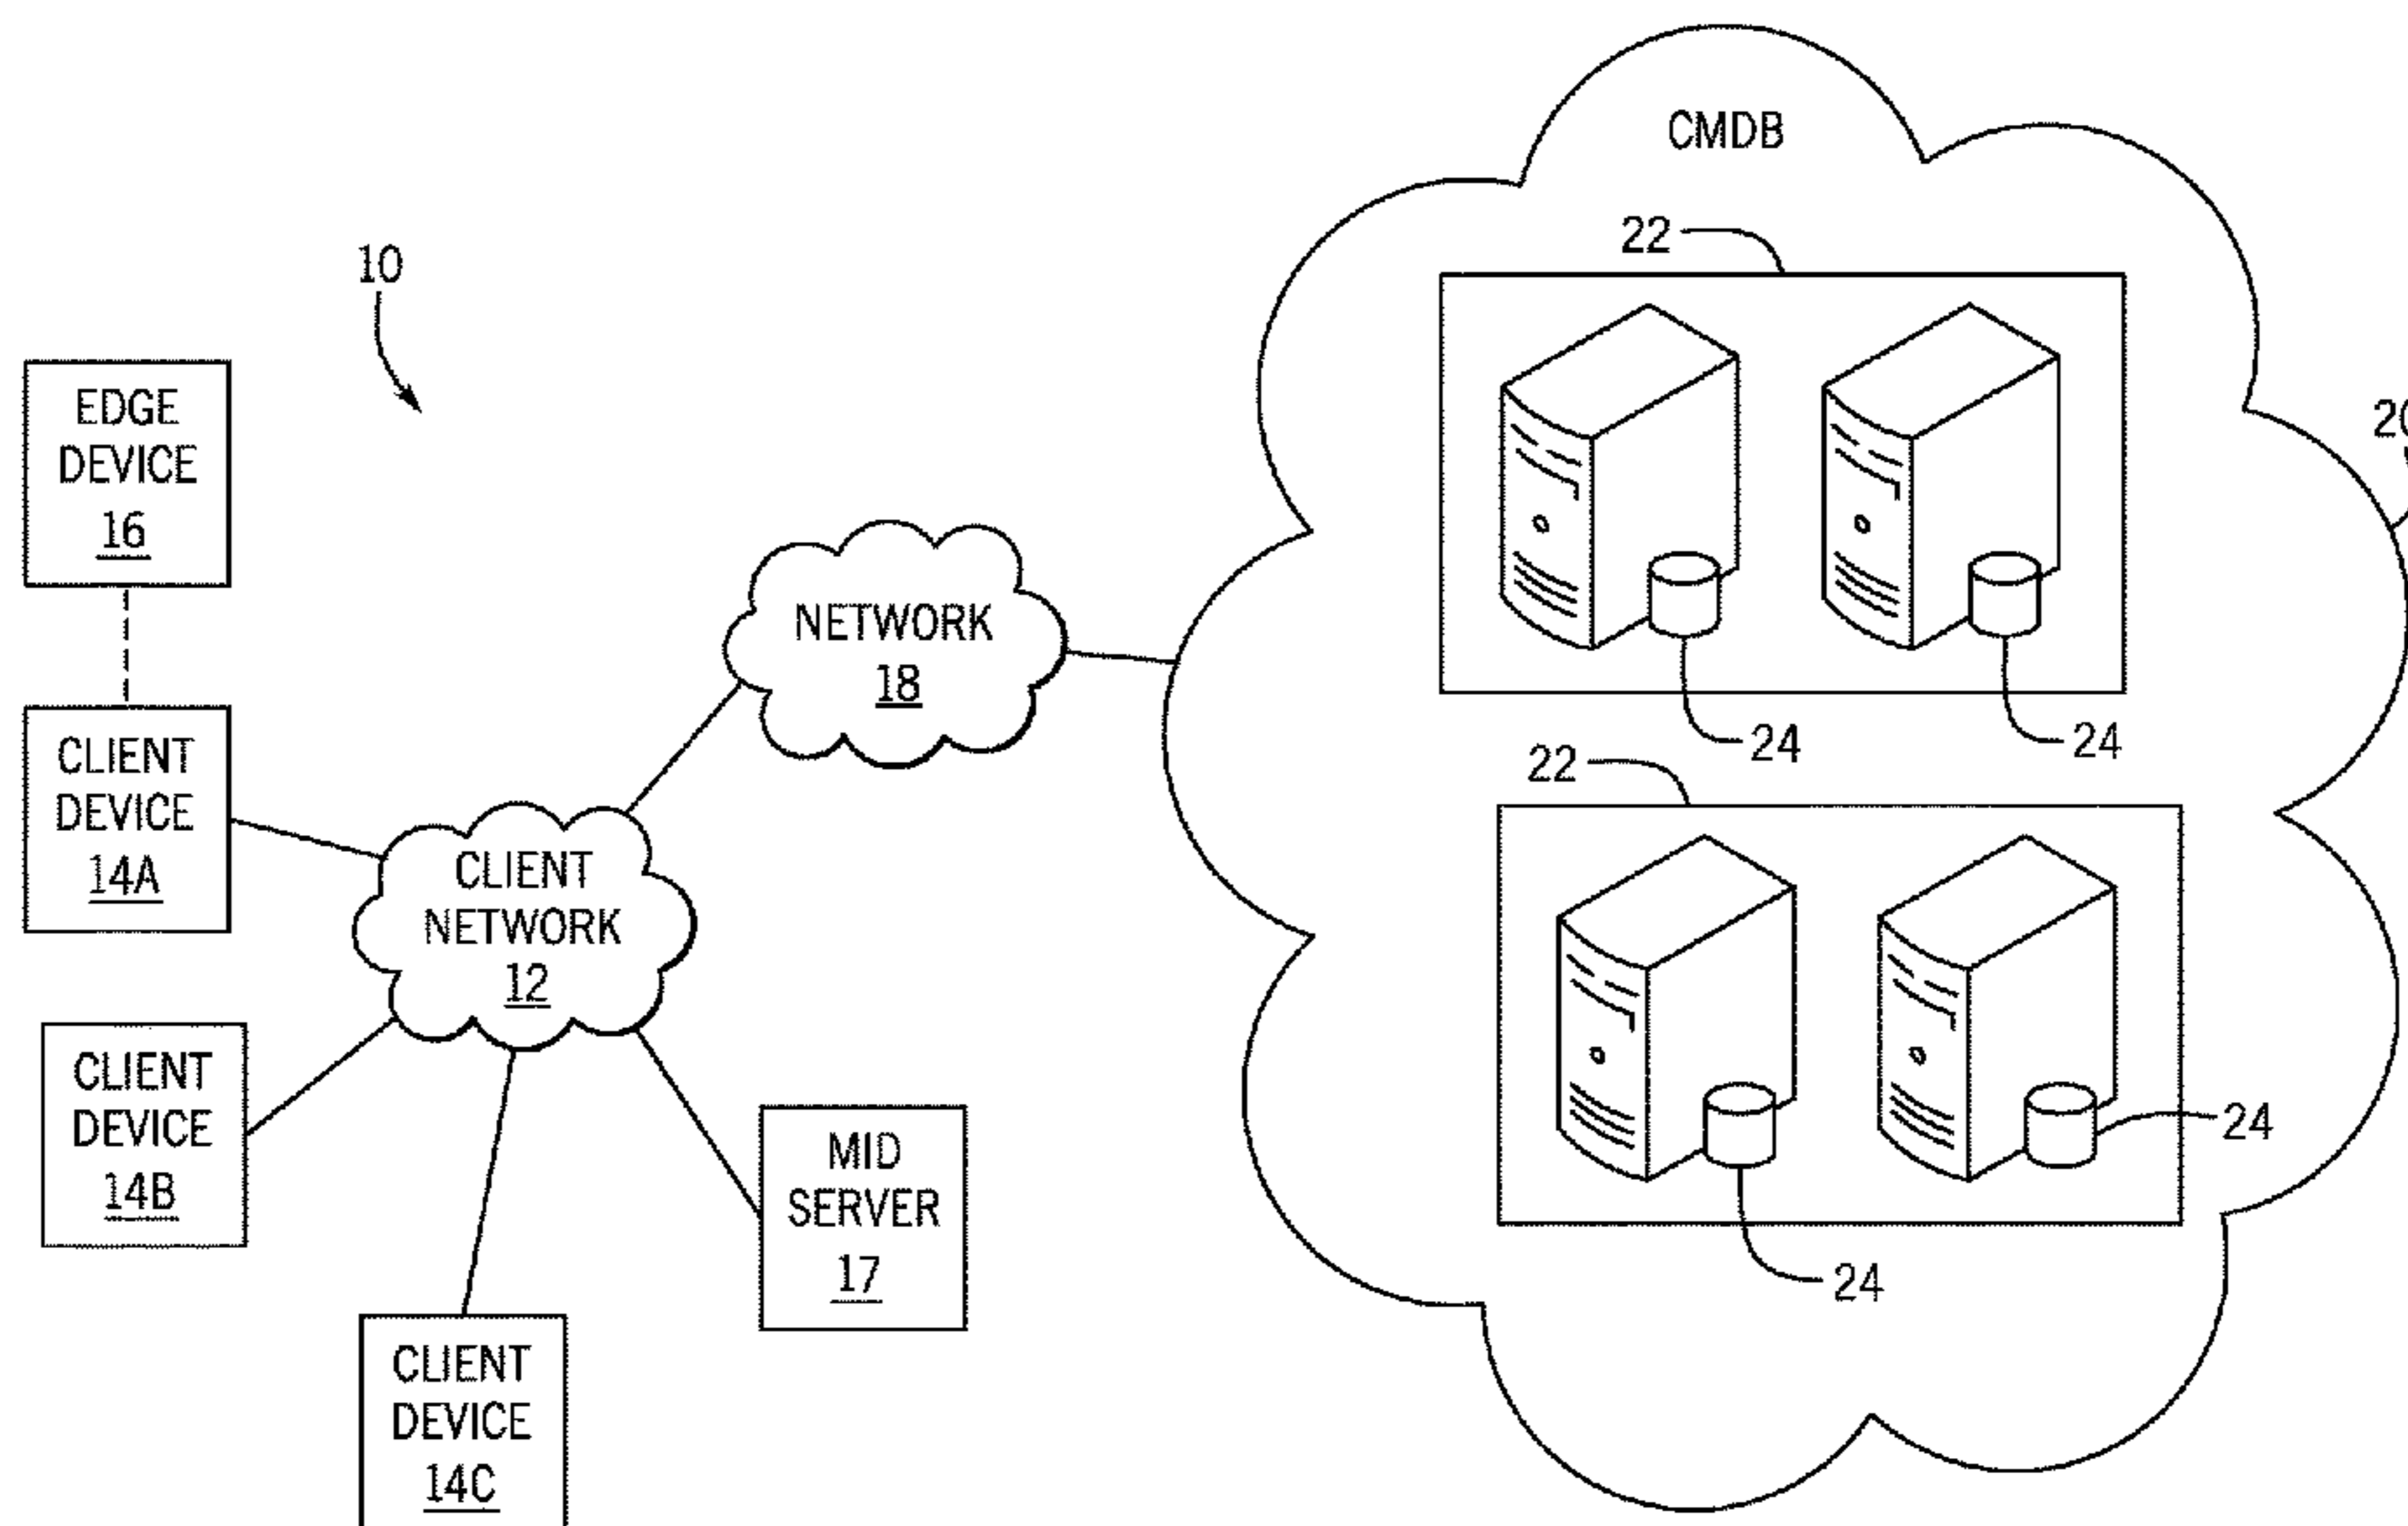 CMDB
22
10
20
EDGE
DEVICE
16
NETWORK
18
24
24
22
CLIENT
DEVICE
14A
CLIENT
NETWORK
12
CLIENT
DEVICE
14B
MID
SERVER
17
24
24
CLIENT
DEVICE
14C